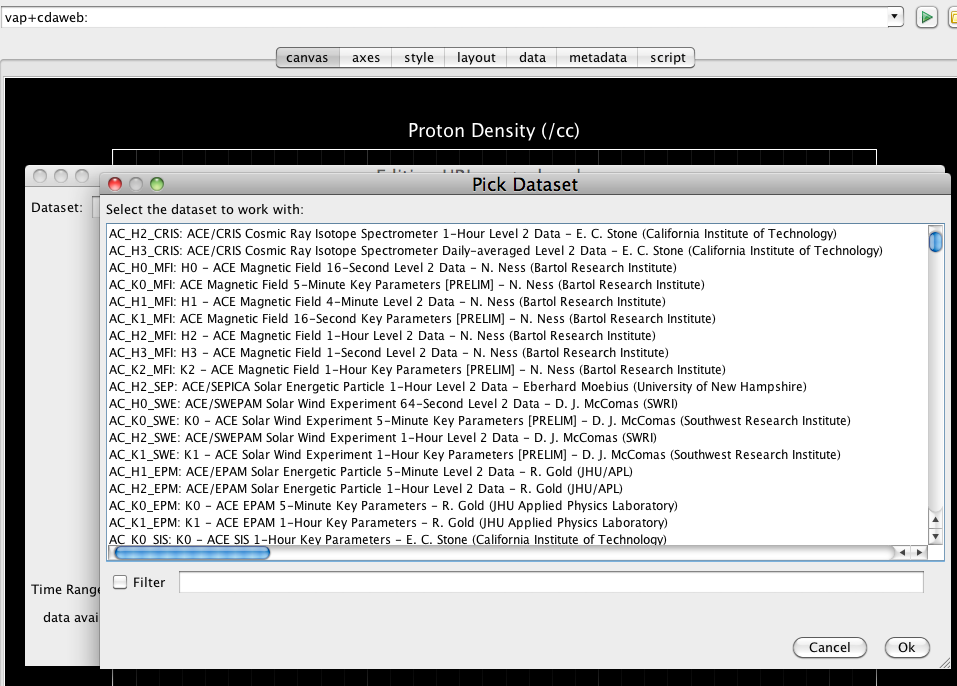 vap+cdaweb:
canvas axes style layout data metadata script
Proton Density (/cc)
Pick Dataset
Dataset:
Select the dataset to work with:
AC_H2_CRIS: ACE/CRIS Cosmic Ray Isotope Spectrometer 1-Hour Level 2 Data - E. C. Stone (California Institute of Technology)
AC_H3_CRIS: ACE/CRIS Cosmic Ray Isotope Spectrometer Daily-averaged Level 2 Data - E. C. Stone (California Institute of Technology)
AC_H0_MFI: H0 - ACE Magnetic Field 16-Second Level 2 Data - N. Ness (Bartol Research Institute)
AC_K0_MFI: ACE Magnetic Field 5-Minute Key Parameters [PRELIM] - N. Ness (Bartol Research Institute)
AC_H1_MFI: H1 - ACE Magnetic Field 4-Minute Level 2 Data - N. Ness (Bartol Research Institute)
AC_K1_MFI: ACE Magnetic Field 16-Second Key Parameters [PRELIM] - N. Ness (Bartol Research Institute)
AC_H2_MFI: H2 - ACE Magnetic Field 1-Hour Level 2 Data - N. Ness (Bartol Research Institute)
AC_H3_MFI: H3 - ACE Magnetic Field 1-Second Level 2 Data - N. Ness (Bartol Research Institute)
AC_K2_MFI: K2 - ACE Magnetic Field 1-Hour Key Parameters [PRELIM] - N. Ness (Bartol Research Institute)
AC_H2_SEP: ACE/SEPICA Solar Energetic Particle 1-Hour Level 2 Data - Eberhard Moebius (University of New Hampshire)
AC_H0_SWE: ACE/SWEPAM Solar Wind Experiment 64-Second Level 2 Data - D. J. McComas (SWRI)
AC_K0_SWE: K0 - ACE Solar Wind Experiment 5-Minute Key Parameters [PRELIM] - D. J. McComas (Southwest Research Institute)
AC_H2_SWE: ACE/SWEPAM Solar Wind Experiment 1-Hour Level 2 Data - D. J. McComas (SWRI)
AC_K1_SWE: K1 - ACE Solar Wind Experiment 1-Hour Key Parameters [PRELIM] - D. J. McComas (Southwest Research Institute)
AC_H1_EPM: ACE/EPAM Solar Energetic Particle 5-Minute Level 2 Data - R. Gold (JHU/APL)
AC_H2_EPM: ACE/EPAM Solar Energetic Particle 1-Hour Level 2 Data - R. Gold (JHU/APL)
AC_K0_EPM: K0 - ACE EPAM 5-Minute Key Parameters - R. Gold (JHU Applied Physics Laboratory)
AC_K1_EPM: K1 - ACE EPAM 1-Hour Key Parameters - R. Gold (JHU Applied Physics Laboratory)
AC_K0_SIS: K0 - ACE SIS 1-Hour Key Parameters - E. C. Stone (California Institute of Technology)
Filter
Time Range
data avai
Cancel Ok